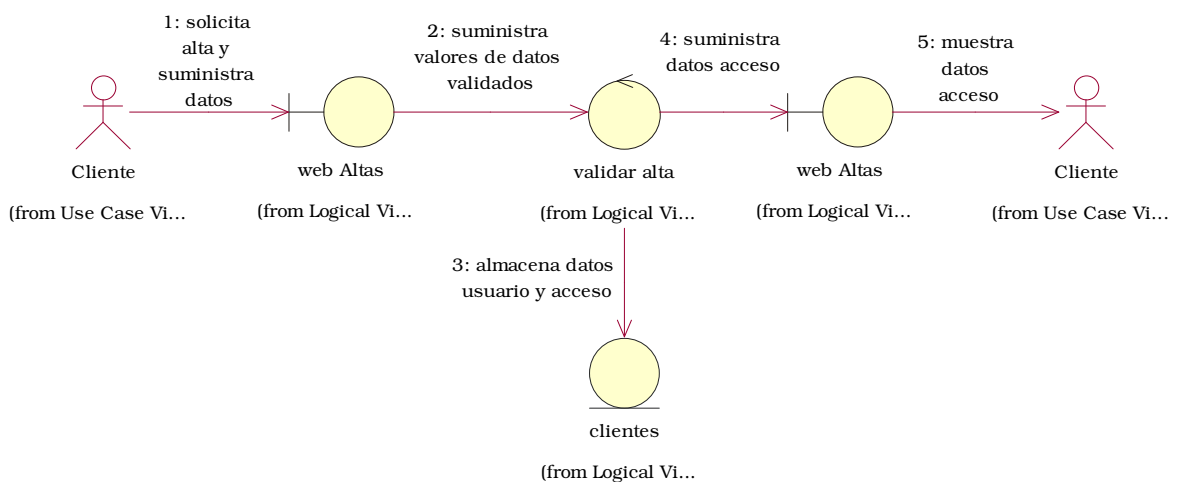 1: solicita
alta y
suministra
datos
2: suministra
valores de datos
validados
4: suministra
datos acceso
5: muestra
datos
acceso
Cliente
(from Use Case Vi...
web Altas
(from Logical Vi...
validar alta
(from Logical Vi...
web Altas
(from Logical Vi...
Cliente
(from Use Case Vi...
3: almacena datos
usuario y acceso
clientes
(from Logical Vi...